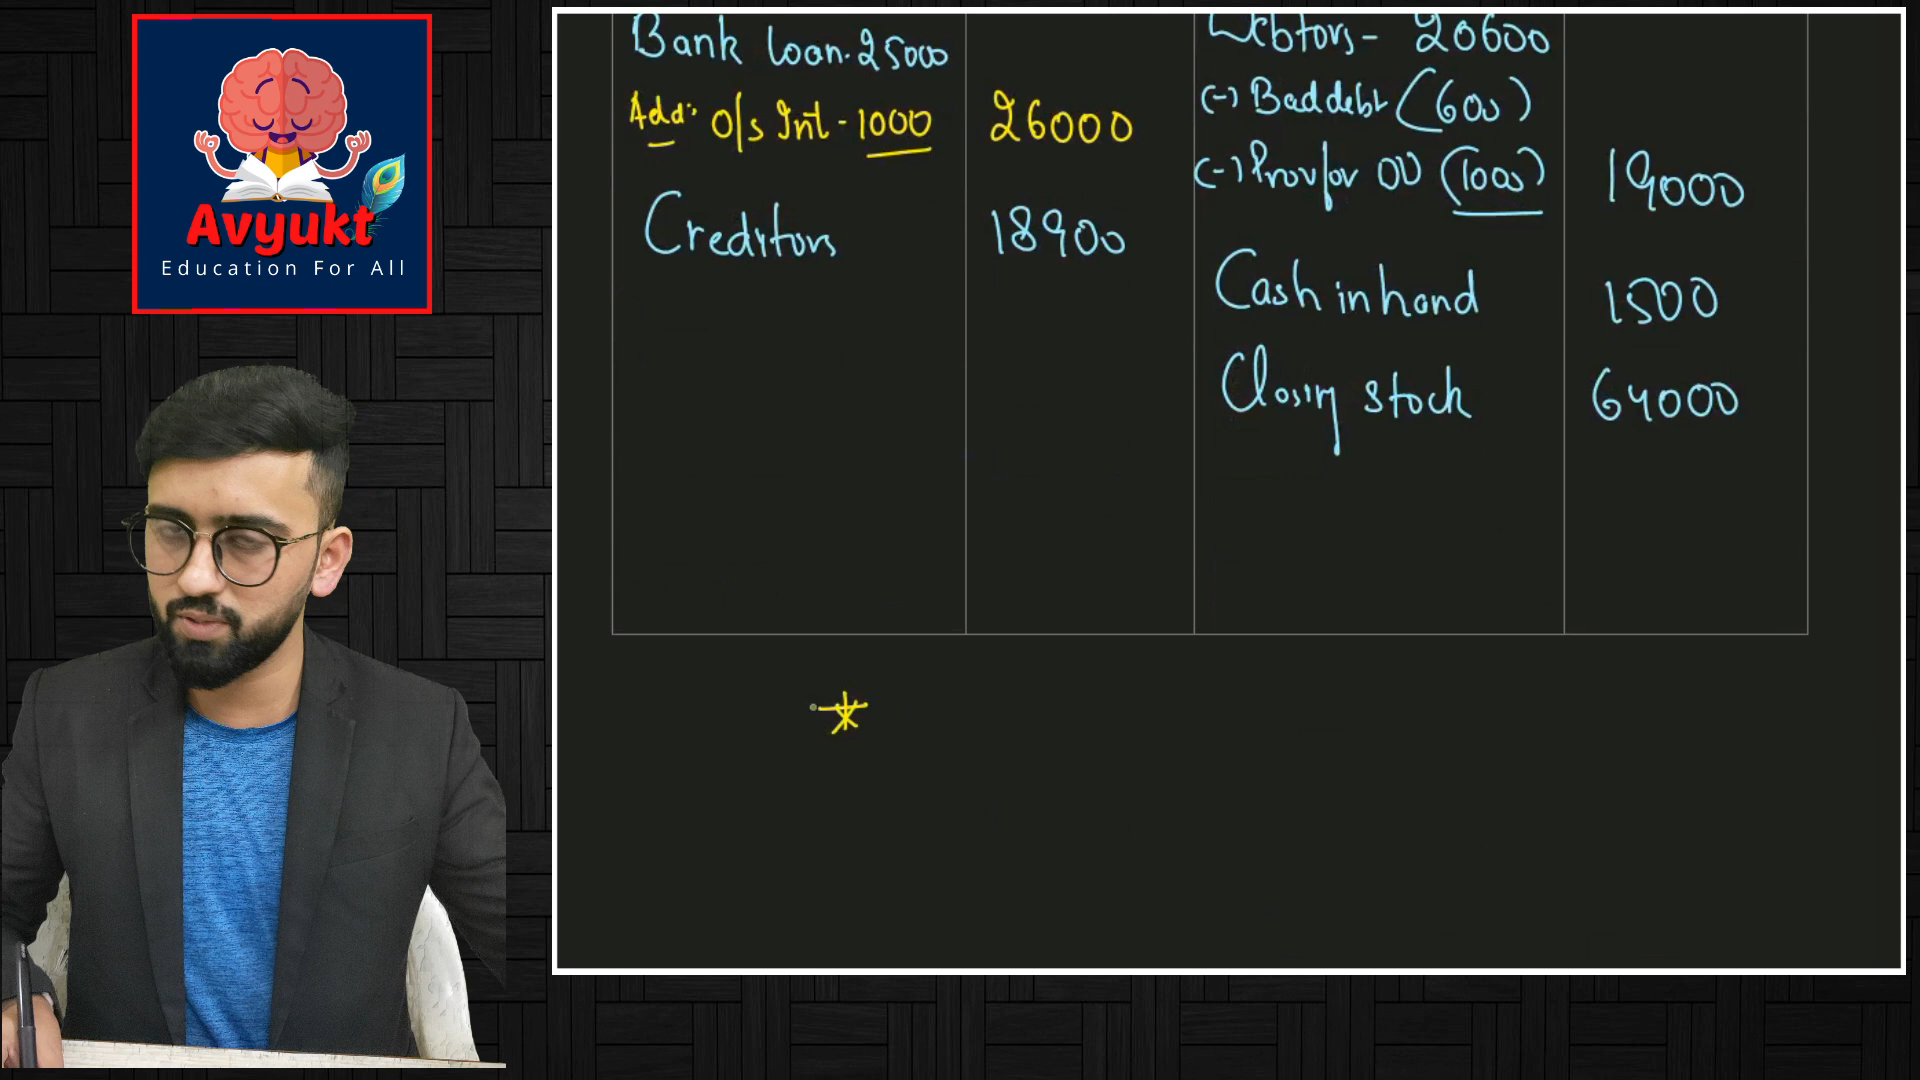 Avyukt
Education For All
Bank loan. 25000
Add: O/s Int - 1000 26000
Creditors 18900
Debtors - 20600
(-) Bad debt (600)
(-) Prov for DD (1000) 19000
Cash in hand 1500
Closing stock 64000
*